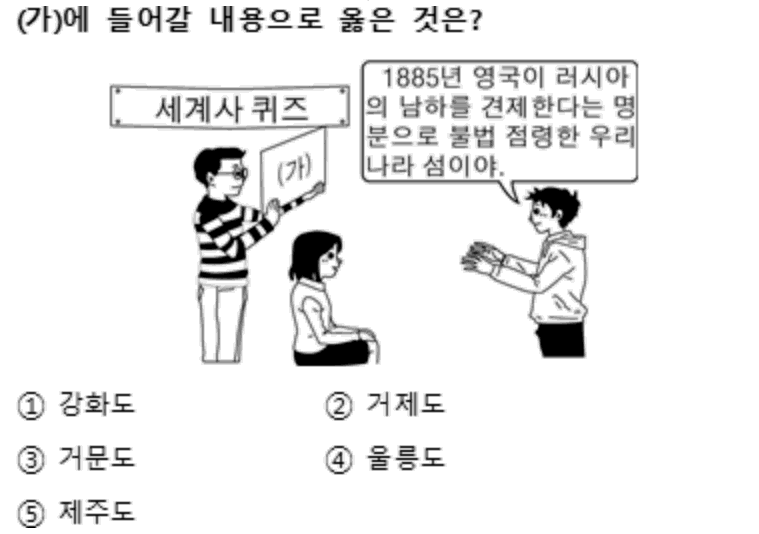 (가)에 들어갈 내용으로 옳은 것은?
세계사 퀴즈
(가)
1885년 영국이 러시아
의 남하를 견제한다는 명
분으로 불법 점령한 우리
나라 섬이야.
① 강화도
② 거제도
③ 거문도
④ 울릉도
⑤ 제주도